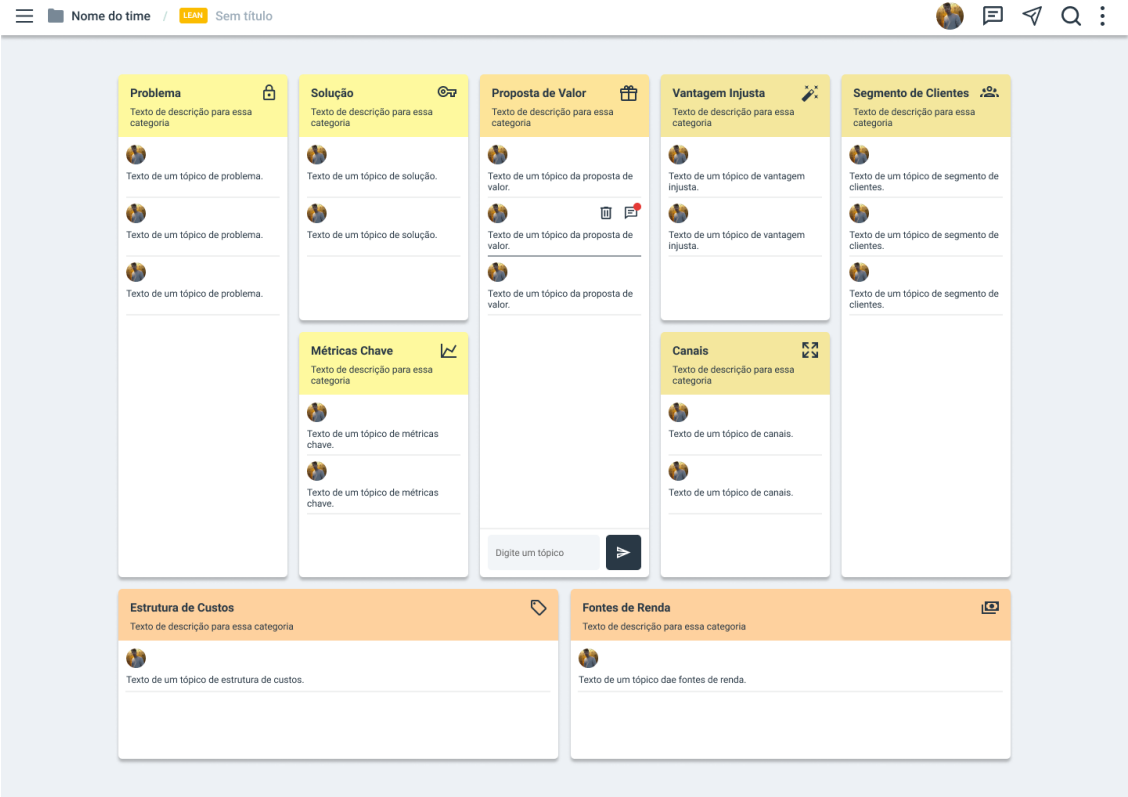 Nome do time / LEAN Sem título
Problema
Texto de descrição para essa
categoria
Texto de um tópico de problema.
Texto de um tópico de problema.
Texto de um tópico de problema.
Solução
Texto de descrição para essa
categoria
Texto de um tópico de solução.
Texto de um tópico de solução.
Métricas Chave
Texto de descrição para essa
categoria
Texto de um tópico de métricas
chave.
Texto de um tópico de métricas
chave.
Proposta de Valor
Texto de descrição para essa
categoria
Texto de um tópico da proposta de
valor.
Texto de um tópico da proposta de
valor.
Texto de um tópico da proposta de
valor.
Digite um tópico
Vantagem Injusta
Texto de descrição para essa
categoria
Texto de um tópico de vantagem
injusta.
Texto de um tópico de vantagem
injusta.
Canais
Texto de descrição para essa
categoria
Texto de um tópico de canais.
Texto de um tópico de canais.
Segmento de Clientes
Texto de descrição para essa
categoria
Texto de um tópico de segmento de
clientes.
Texto de um tópico de segmento de
clientes.
Texto de um tópico de segmento de
clientes.
Estrutura de Custos
Texto de descrição para essa categoria
Texto de um tópico de estrutura de custos.
Fontes de Renda
Texto de descrição para essa categoria
Texto de um tópico dae fontes de renda.